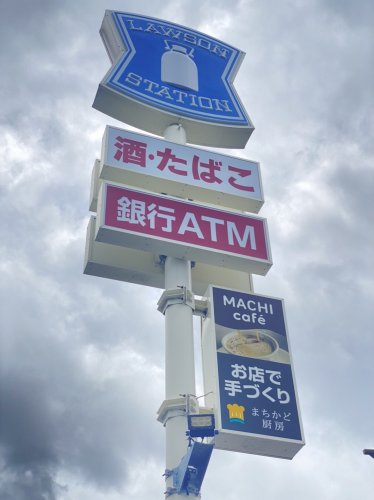 LAWSON
STATION
酒・たばこ
銀行ATM
MACHI
café
お店で
手づくり
まちかど
厨房